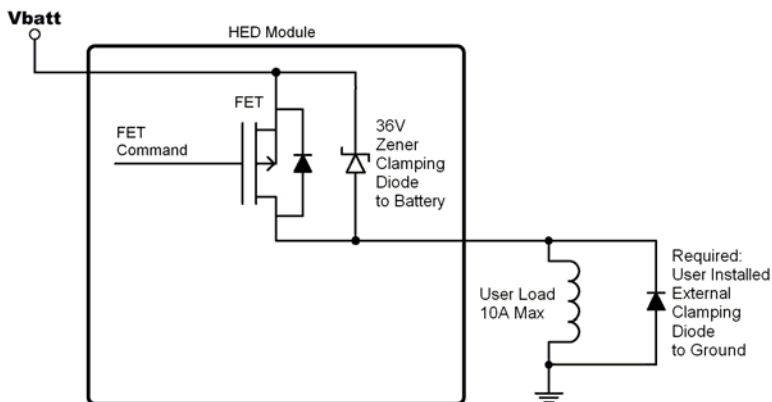 Vbatt
HED Module
FET
FET
Command
36V
Zener
Clamping
Diode
to Battery
User Load
10A Max
Required:
User Installed
External
Clamping
Diode
to Ground